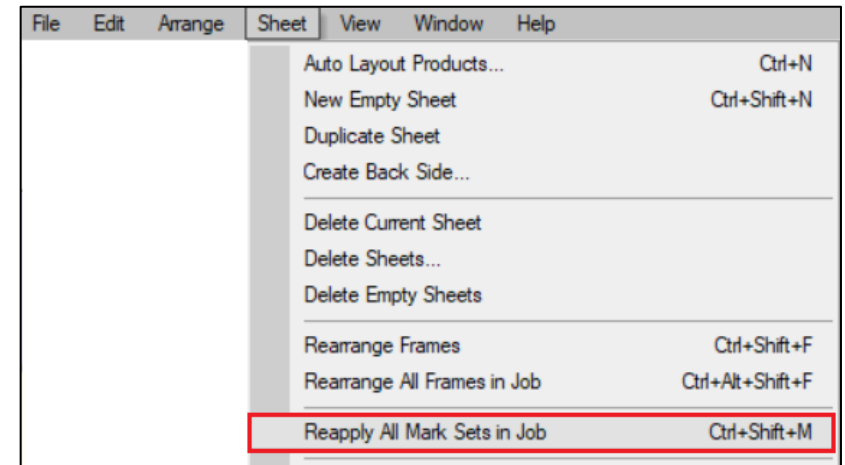 File Edit Arrange Sheet View Window Help
Auto Layout Products... Ctrl+N
New Empty Sheet Ctrl+Shift+N
Duplicate Sheet
Create Back Side...
Delete Current Sheet
Delete Sheets...
Delete Empty Sheets
Rearrange Frames Ctrl+Shift+F
Rearrange All Frames in Job Ctrl+Alt+Shift+F
Reapply All Mark Sets in Job Ctrl+Shift+M